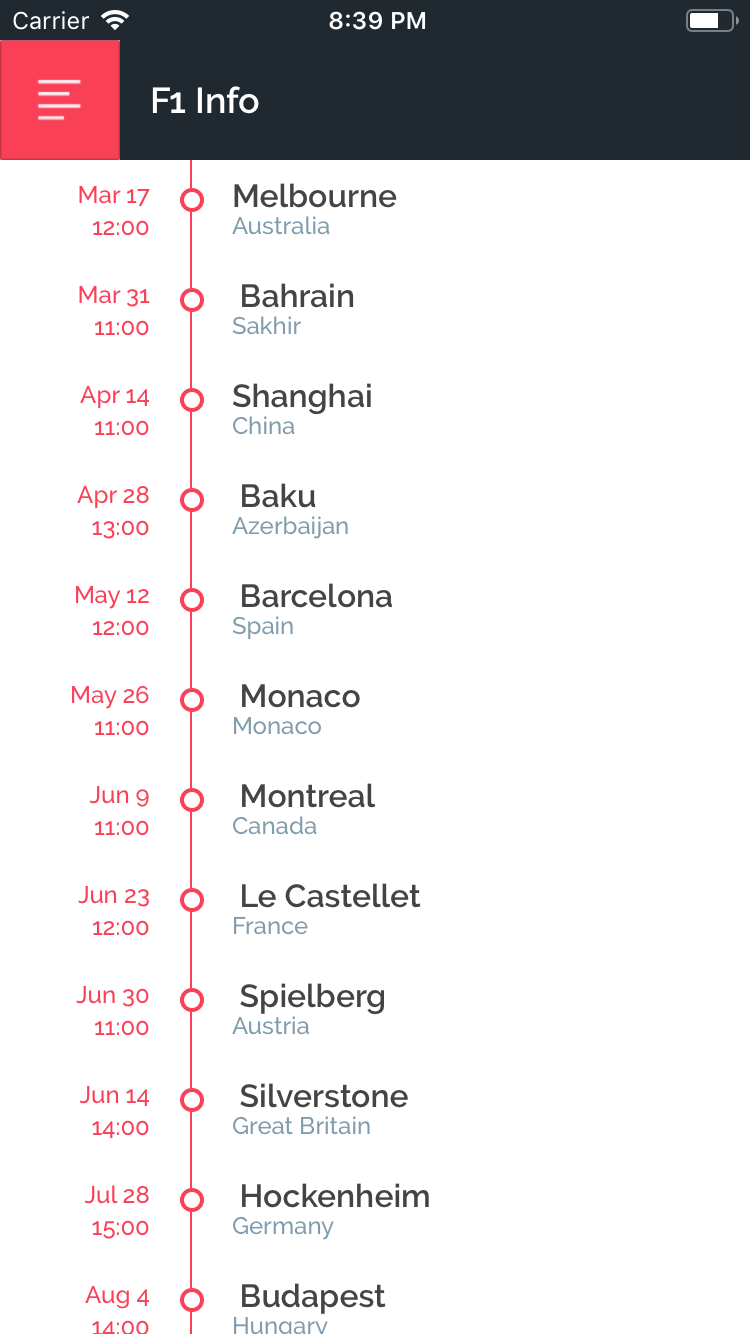 Carrier 8:39 PM
F1 Info
Mar 17 Melbourne
12:00 Australia
Mar 31 Bahrain
11:00 Sakhir
Apr 14 Shanghai
11:00 China
Apr 28 Baku
13:00 Azerbaijan
May 12 Barcelona
12:00 Spain
May 26 Monaco
11:00 Monaco
Jun 9 Montreal
11:00 Canada
Jun 23 Le Castellet
12:00 France
Jun 30 Spielberg
11:00 Austria
Jun 14 Silverstone
14:00 Great Britain
Jul 28 Hockenheim
15:00 Germany
Aug 4 Budapest
14:00 Hungary